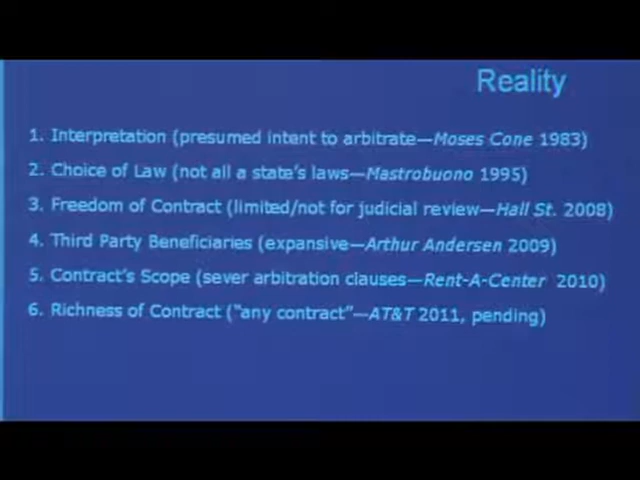 Reality
1. Interpretation (presumed intent to arbitrate—Moses Cone 1983)
2. Choice of Law (not all a state's laws—Mastrobuono 1995)
3. Freedom of Contract (limited/not for judicial review—Hall St. 2008)
4. Third Party Beneficiaries (expansive—Arthur Andersen 2009)
5. Contract's Scope (sever arbitration clauses—Rent-A-Center 2010)
6. Richness of Contract ("any contract"—AT&T 2011, pending)